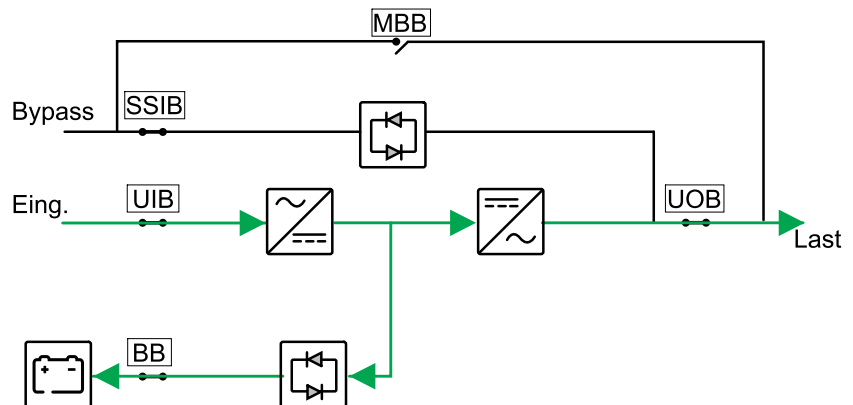 MBB
Bypass
SSIB
Eing.
UIB
UOB
Last
BB